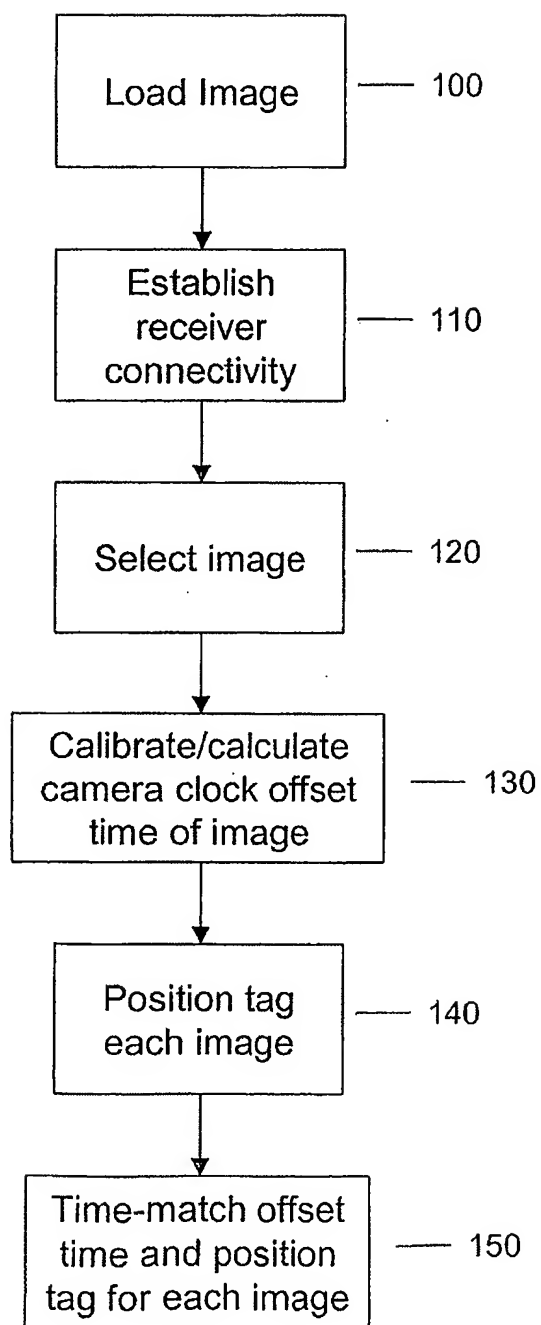 Load Image
100
Establish
receiver
connectivity
110
Select image
120
Calibrate/calculate
camera clock offset
time of image
130
Position tag
each image
140
Time-match offset
time and position
tag for each image
150